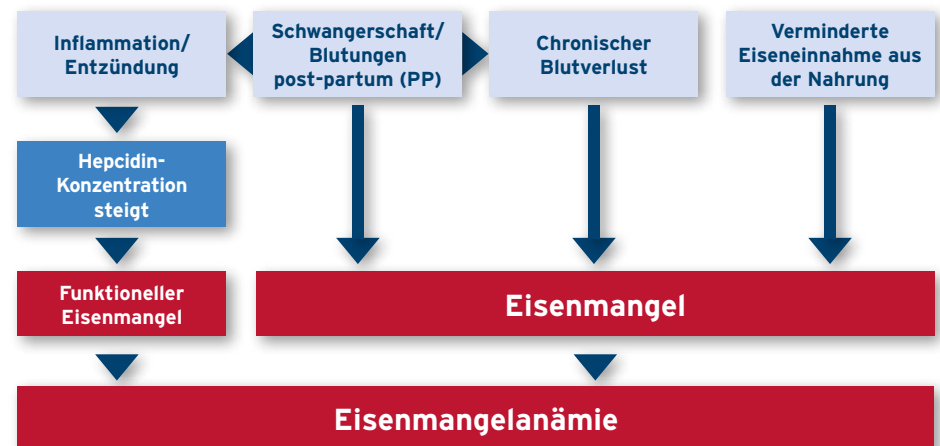 Inflammation/
Entzündung
Schwangerschaft/
Blutungen
post-partum (PP)
Chronischer
Blutverlust
Verminderte
Eiseneinnahme aus
der Nahrung
Hepcidin-
Konzentration
steigt
Funktioneller
Eisenmangel
Eisenmangel
Eisenmangelanämie